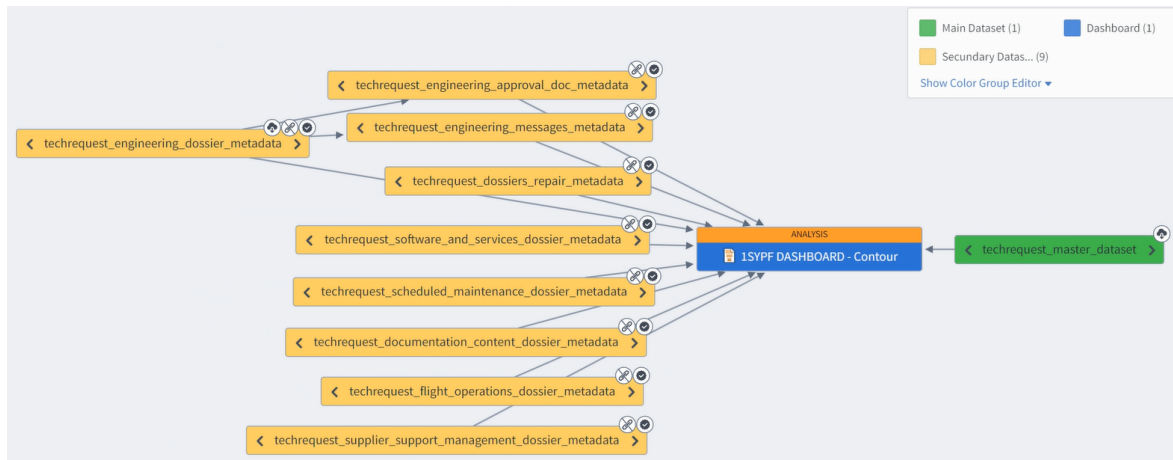 Main Dataset (1)
Dashboard (1)
Secundary Datas... (9)
Show Color Group Editor
techrequest_engineering_approval_doc_metadata
techrequest_engineering_messages_metadata
techrequest_engineering_dossier_metadata
techrequest_dossiers_repair_metadata
techrequest_software_and_services_dossier_metadata
ANALYSIS
1SYPF DASHBOARD - Contour
techrequest_master_dataset
techrequest_scheduled_maintenance_dossier_metadata
techrequest_documentation_content_dossier_metadata
techrequest_flight_operations_dossier_metadata
techrequest_supplier_support_management_dossier_metadata